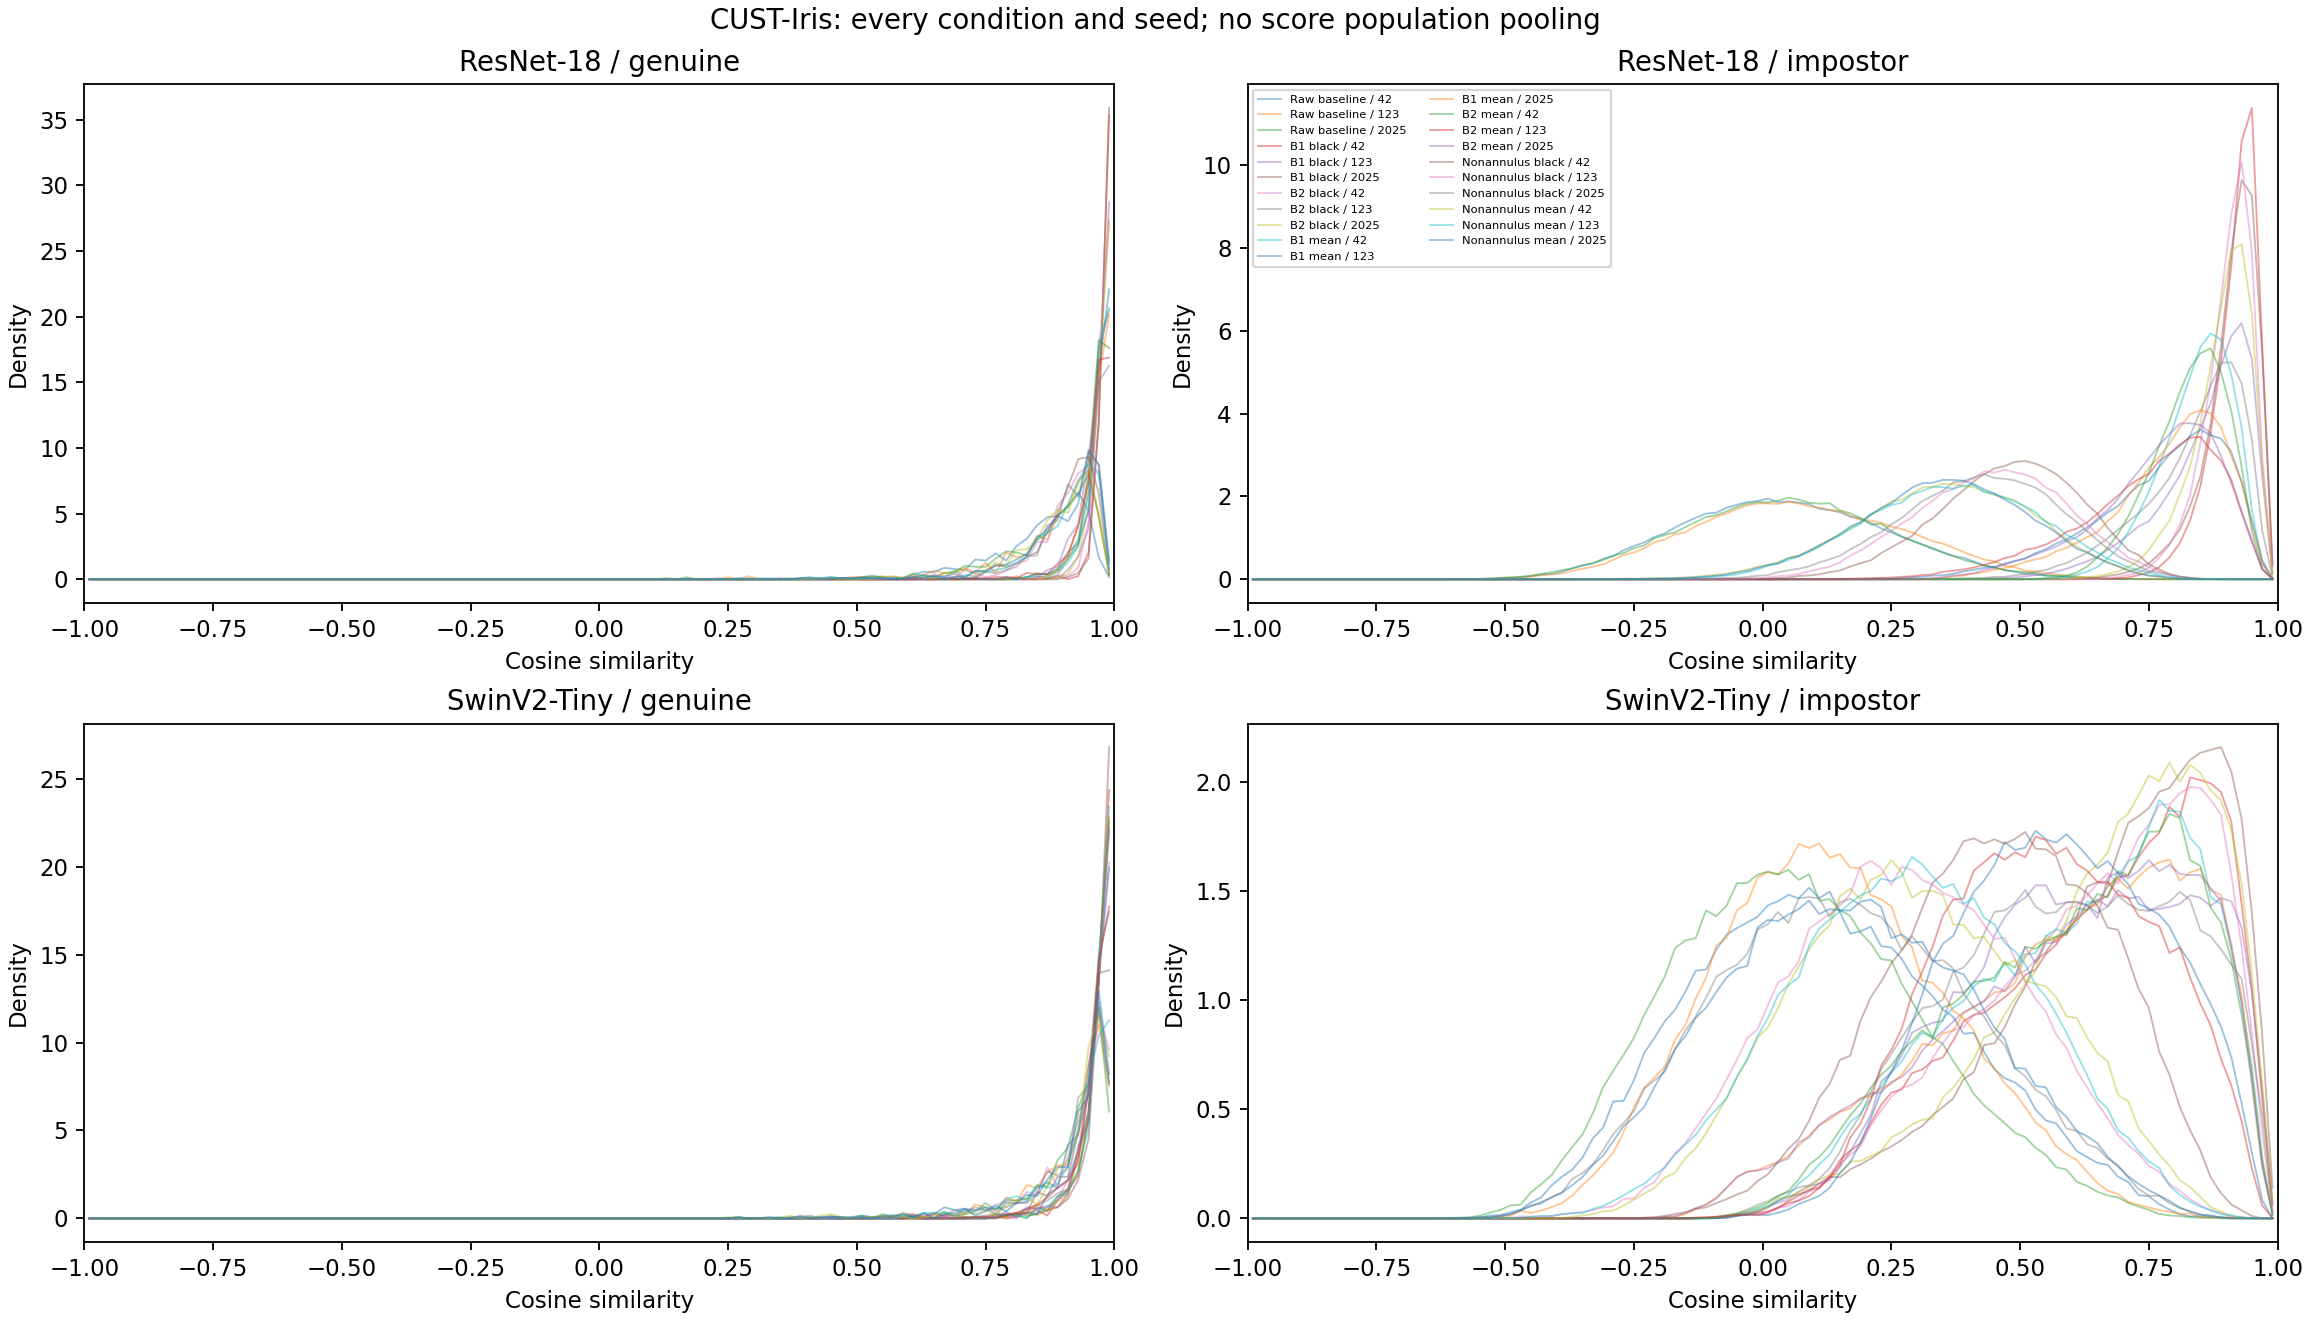 CUST-Iris: every condition and seed; no score population pooling
ResNet-18 / genuine
35
30
25
20
15
10
5
0
Density
−1.00 −0.75 −0.50 −0.25 0.00 0.25 0.50 0.75 1.00
Cosine similarity
ResNet-18 / impostor
Raw baseline / 42
Raw baseline / 123
Raw baseline / 2025
B1 black / 42
B1 black / 123
B1 black / 2025
B2 black / 42
B2 black / 123
B2 black / 2025
B1 mean / 42
B1 mean / 123
B1 mean / 2025
B2 mean / 42
B2 mean / 123
B2 mean / 2025
Nonannulus black / 42
Nonannulus black / 123
Nonannulus black / 2025
Nonannulus mean / 42
Nonannulus mean / 123
Nonannulus mean / 2025
10
8
6
4
2
0
Density
−1.00 −0.75 −0.50 −0.25 0.00 0.25 0.50 0.75 1.00
Cosine similarity
SwinV2-Tiny / genuine
25
20
15
10
5
0
Density
−1.00 −0.75 −0.50 −0.25 0.00 0.25 0.50 0.75 1.00
Cosine similarity
SwinV2-Tiny / impostor
2.0
1.5
1.0
0.5
0.0
Density
−1.00 −0.75 −0.50 −0.25 0.00 0.25 0.50 0.75 1.00
Cosine similarity